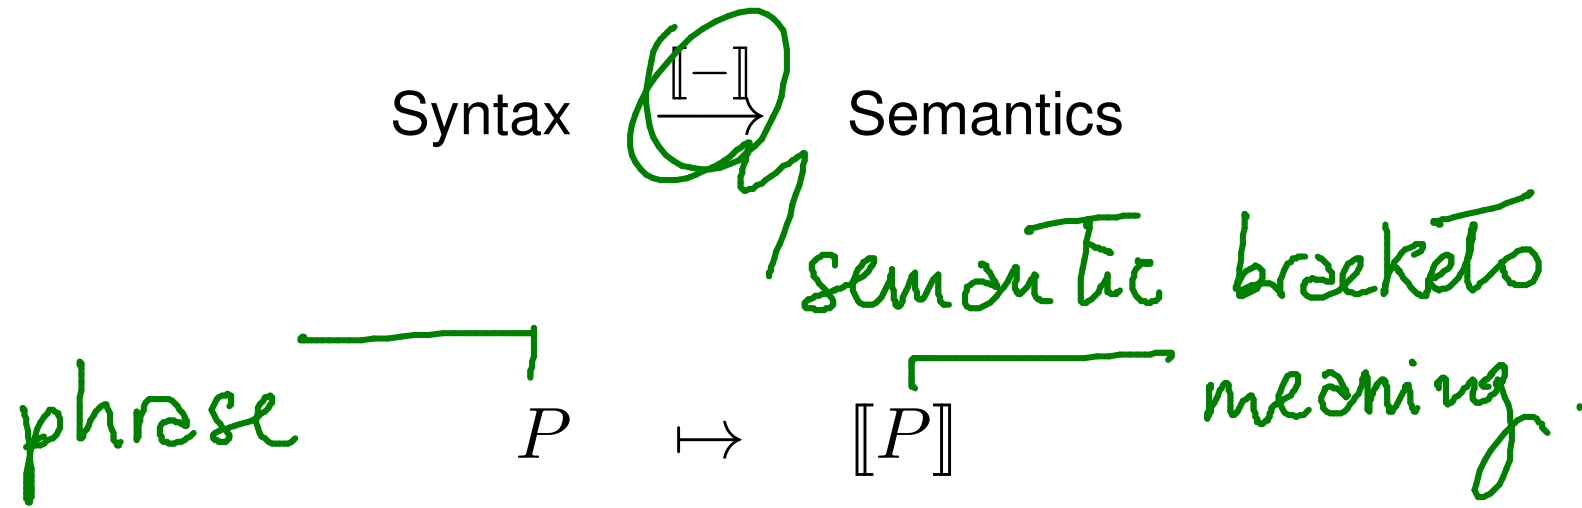 Syntax ⟦−⟧ ⟶ Semantics
semantic brackets
phrase P ↦ ⟦P⟧ meaning.